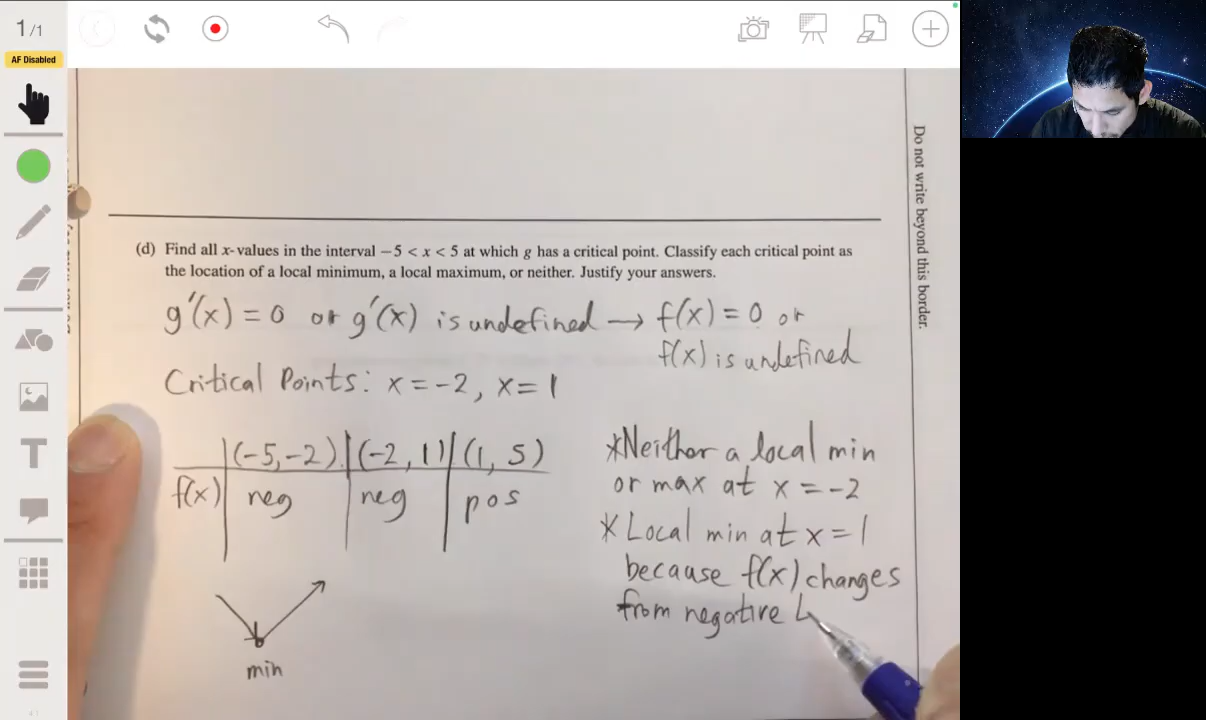 1/1
AF Disabled
Do not write beyond this border.
(d) Find all x-values in the interval −5 < x < 5 at which g has a critical point. Classify each critical point as
the location of a local minimum, a local maximum, or neither. Justify your answers.
g'(x) = 0 or g'(x) is undefined → f(x) = 0 or
f(x) is undefined
Critical Points: x = -2, x = 1
(-5,-2) (-2, 1) (1, 5)
f(x) neg neg pos
min
*Neither a local min
or max at x = -2
*Local min at x = 1
because f(x) changes
from negative
T